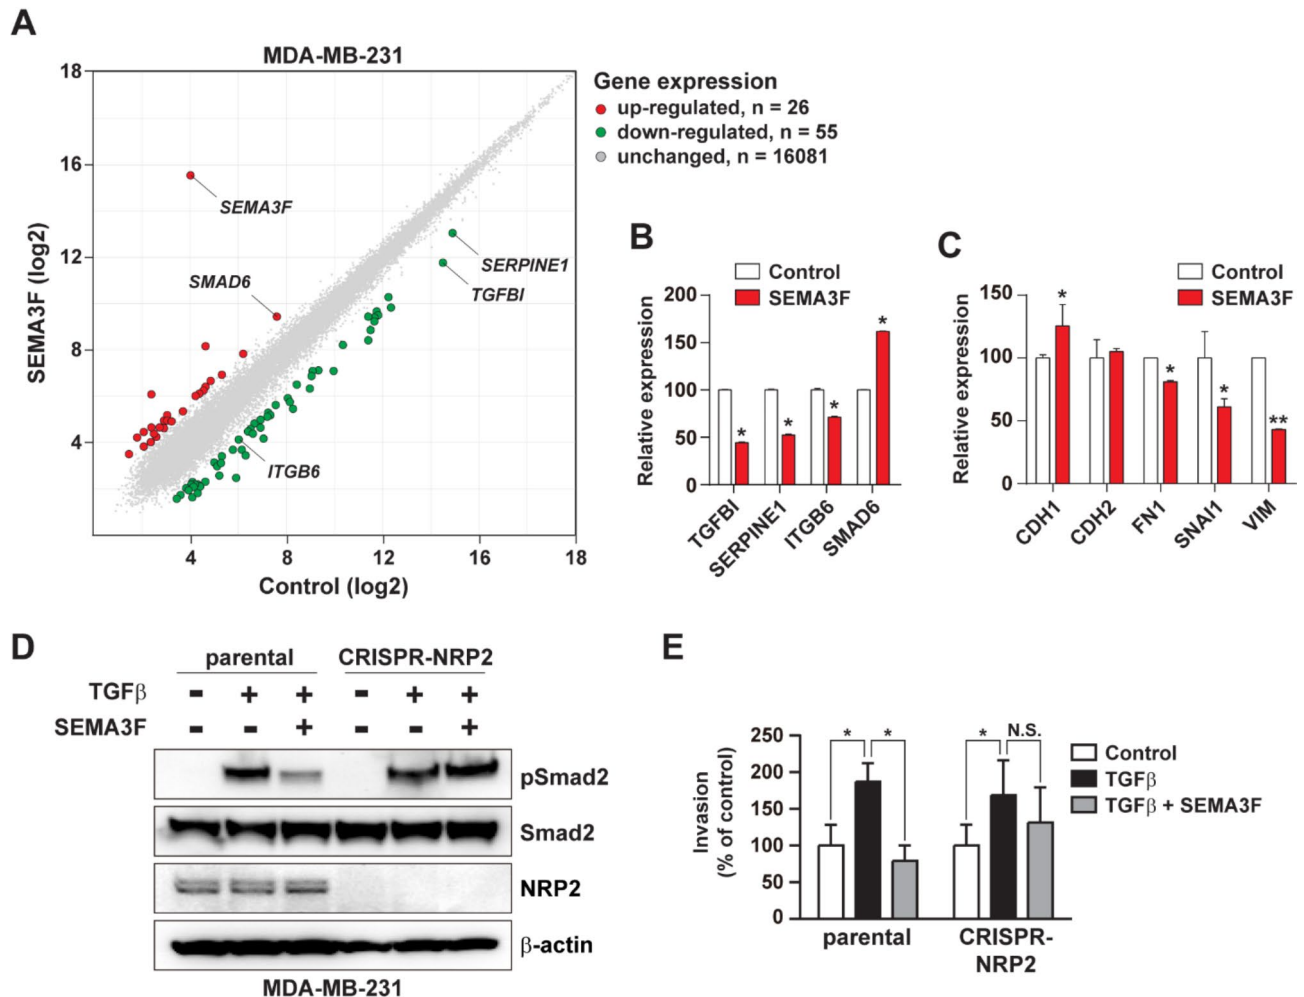 A
MDA-MB-231
18
16
12
8
4
4
8
12
16
18
SEMA3F (log2)
Control (log2)
SEMA3F
SMAD6
SERPINE1
TGFBI
ITGB6
Gene expression
up-regulated, n = 26
down-regulated, n = 55
unchanged, n = 16081
B
Control
SEMA3F
Relative expression
200
150
100
50
0
*
*
*
*
TGFBI
SERPINE1
ITGB6
SMAD6
C
Control
SEMA3F
Relative expression
150
100
50
0
*
*
*
**
CDH1
CDH2
FN1
SNAI1
VIM
D
parental CRISPR-NRP2
TGFβ - + + - + +
SEMA3F - - + - - +
pSmad2
Smad2
NRP2
β-actin
MDA-MB-231
E
Invasion
(% of control)
250
200
150
100
50
0
* * * N.S.
Control
TGFβ
TGFβ + SEMA3F
parental
CRISPR-
NRP2